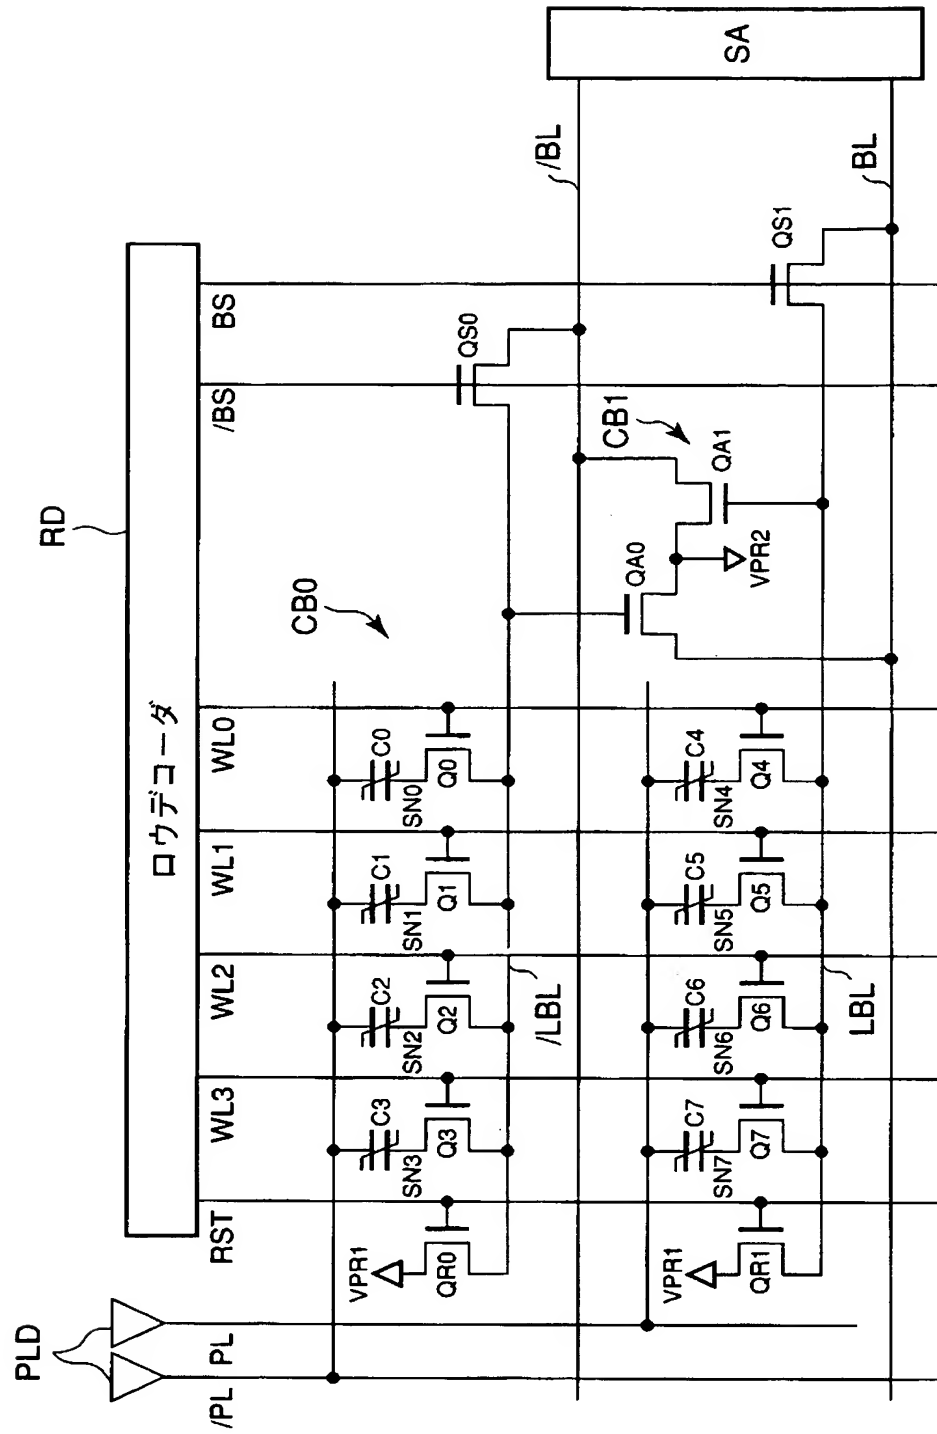 PLD
RD
ロウデコーダ
/PL
PL
RST
WL3
WL2
WL1
WL0
/BS
BS
CB0
VPR1
QR0
C3
SN3
Q3
C2
SN2
Q2
C1
SN1
Q1
C0
SN0
Q0
/LBL
QS0
/BL
SA
CB1
QA0
QA1
VPR2
VPR1
QR1
C7
SN7
Q7
C6
SN6
Q6
C5
SN5
Q5
C4
SN4
Q4
LBL
QS1
BL